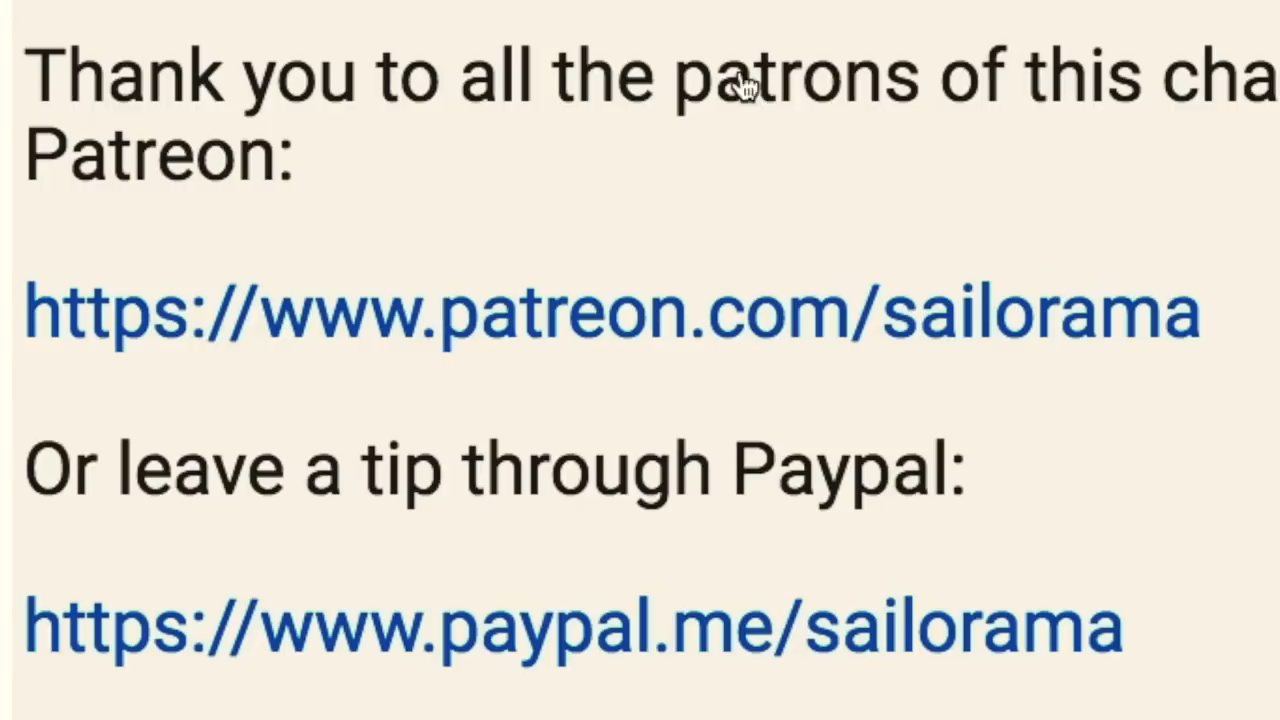 Thank you to all the patrons of this cha
Patreon:
https://www.patreon.com/sailorama
Or leave a tip through Paypal:
https://www.paypal.me/sailorama